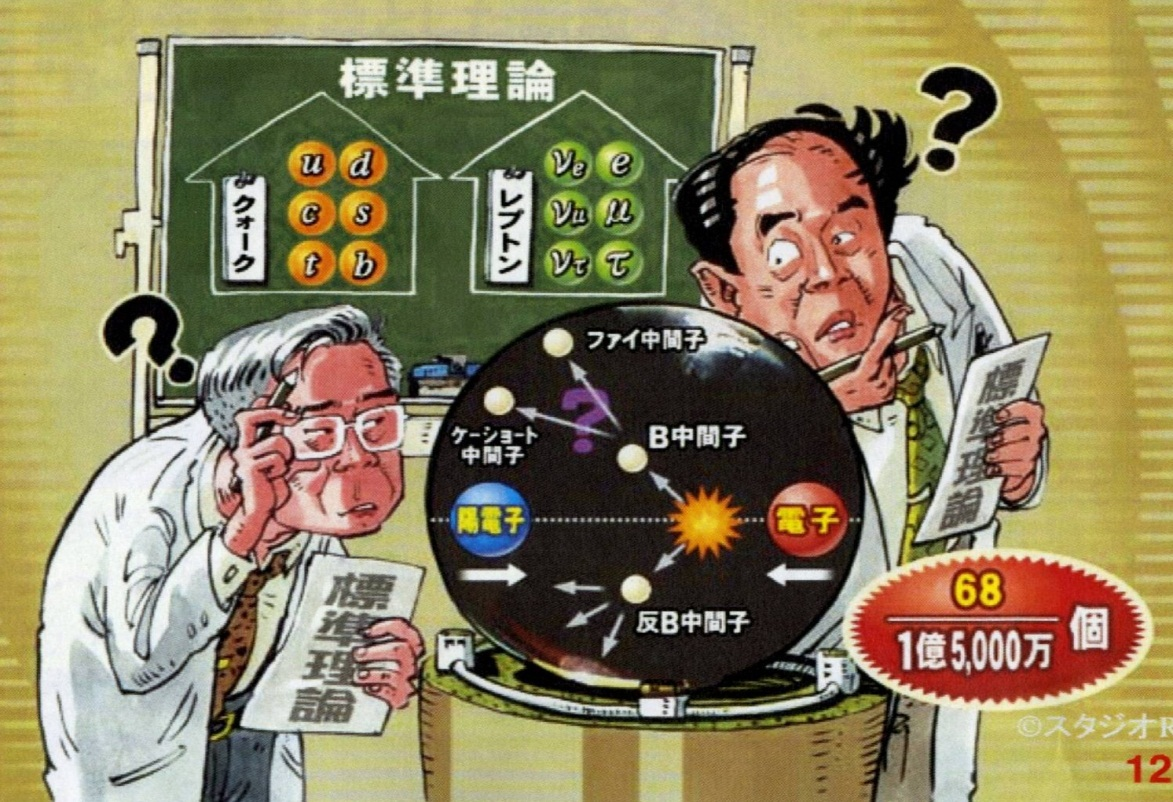 標準理論
クォーク
u d
c s
t b
レプトン
νe e
νμ μ
ντ τ
?
?
ファイ中間子
?
ケーショート
中間子
B中間子
陽電子
電子
反B中間子
標準理論
標準理論
68
1億5,000万
個
©スタジオR
12